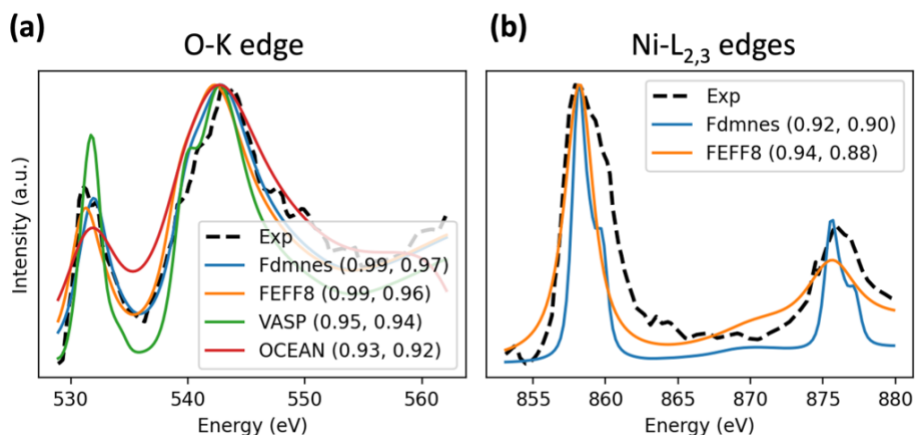 (a)
O-K edge
Intensity (a.u.)
Exp
Fdmnes (0.99, 0.97)
FEFF8 (0.99, 0.96)
VASP (0.95, 0.94)
OCEAN (0.93, 0.92)
530 540 550 560
Energy (eV)
(b)
Ni-L2,3 edges
Exp
Fdmnes (0.92, 0.90)
FEFF8 (0.94, 0.88)
855 860 865 870 875 880
Energy (eV)